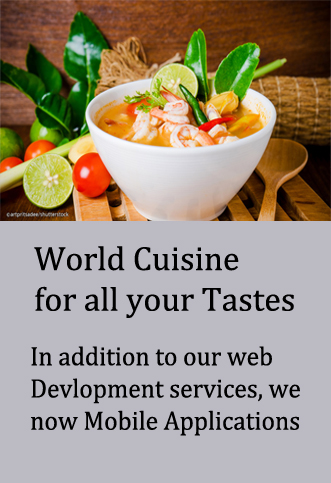 ©artpritsadee/shutterstock
World Cuisine
for all your Tastes
In addition to our web
Devlopment services, we
now Mobile Applications